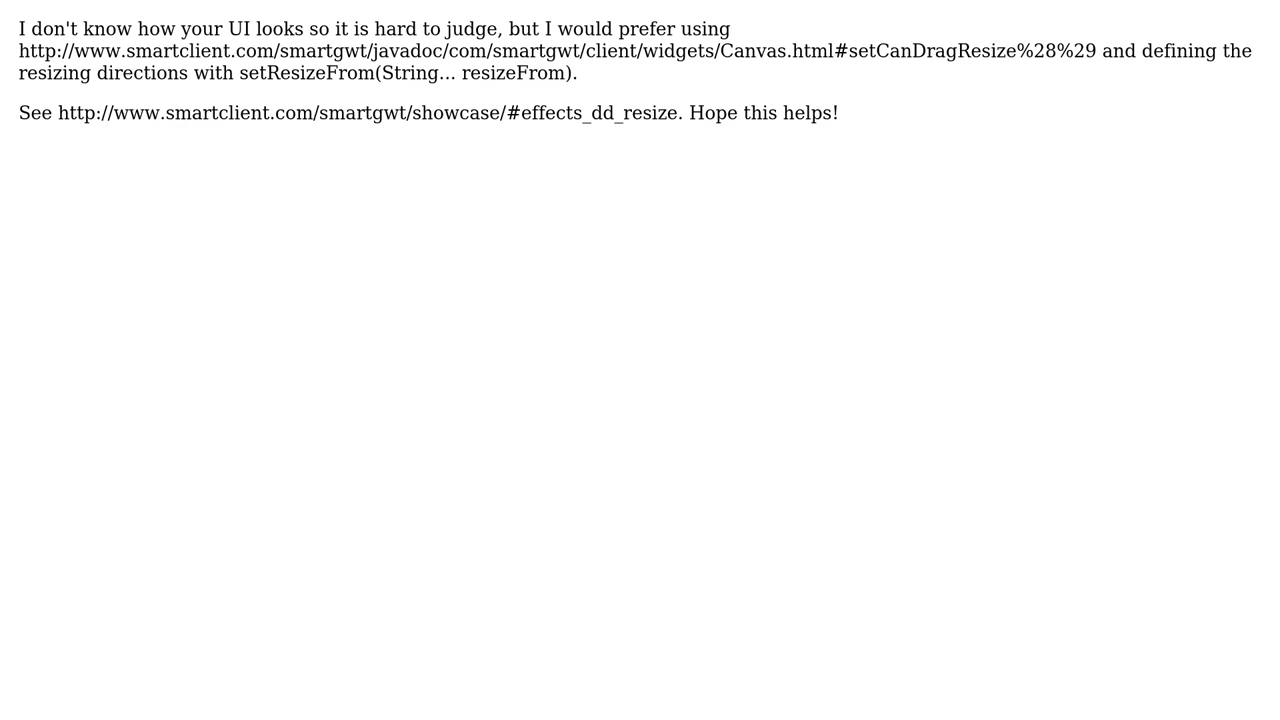 I don't know how your UI looks so it is hard to judge, but I would prefer using
http://www.smartclient.com/smartgwt/javadoc/com/smartgwt/client/widgets/Canvas.html#setCanDragResize%28%29 and defining the
resizing directions with setResizeFrom(String... resizeFrom).
See http://www.smartclient.com/smartgwt/showcase/#effects_dd_resize. Hope this helps!